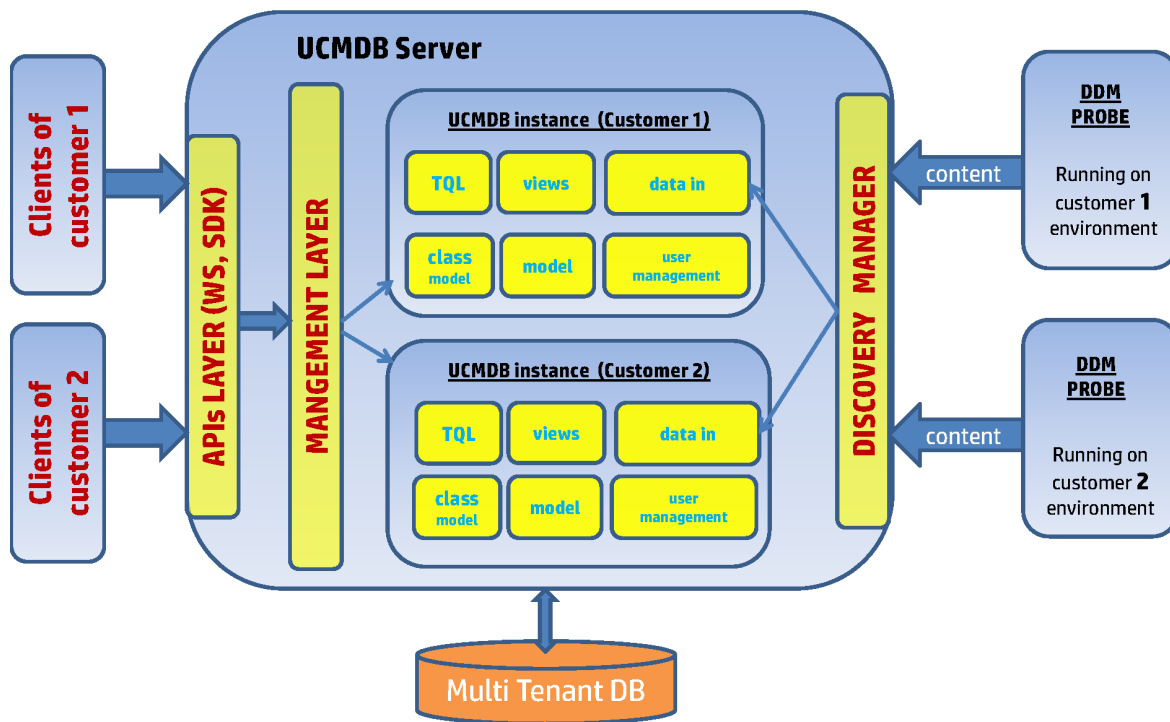 UCMDB Server
Clients of
customer 1
Clients of
customer 2
APIs LAYER (WS, SDK)
MANGEMENT LAYER
UCMDB instance (Customer 1)
TQL
views
data in
class
model
model
user
management
UCMDB instance (Customer 2)
TQL
views
data in
class
model
model
user
management
DISCOVERY MANAGER
content
DDM
PROBE
Running on
customer 1
environment
content
DDM
PROBE
Running on
customer 2
environment
Multi Tenant DB